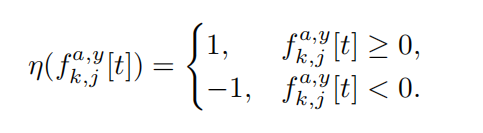 η(f_{k,j}^{a,y}[t]) = { 1, f_{k,j}^{a,y}[t] ≥ 0,
−1, f_{k,j}^{a,y}[t] < 0.